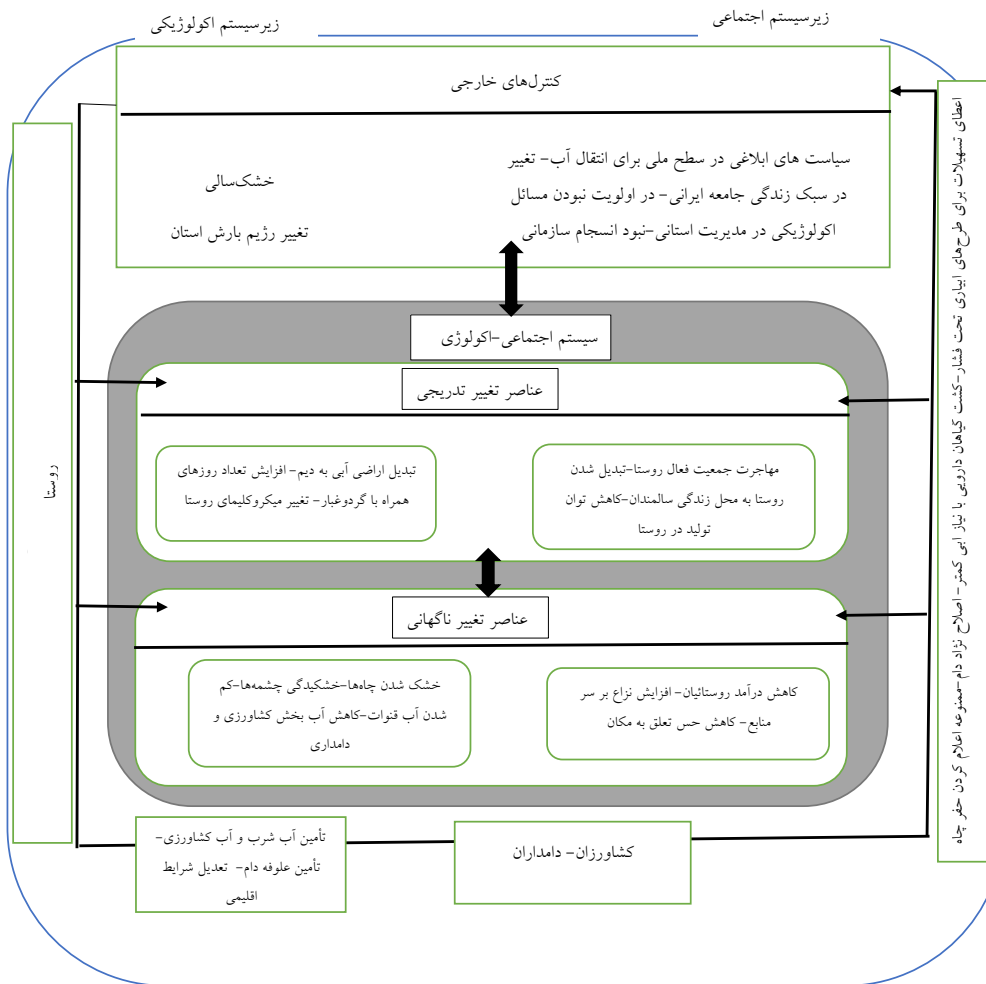 زیرسیستم اجتماعی
زیرسیستم اکولوژیکی
کنترل‌های خارجی
سیاست های ابلاغی در سطح ملی برای انتقال آب- تغییر
در سبک زندگی جامعه ایرانی- در اولویت نبودن مسائل
اکولوژیکی در مدیریت استانی-نبود انسجام سازمانی
خشک‌سالی
تغییر رژیم بارش استان
سیستم اجتماعی-اکولوژی
عناصر تغییر تدریجی
مهاجرت جمعیت فعال روستا-تبدیل شدن
روستا به محل زندگی سالمندان-کاهش توان
تولید در روستا
تبدیل اراضی آبی به دیم- افزایش تعداد روزهای
همراه با گردوغبار- تغییر میکروکلیمای روستا
عناصر تغییر ناگهانی
کاهش درآمد روستائیان- افزایش نزاع بر سر
منابع- کاهش حس تعلق به مکان
خشک شدن چاه‌ها-خشکیدگی چشمه‌ها-کم
شدن آب قنوات-کاهش آب بخش کشاورزی و
دامداری
کشاورزان- دامداران
تأمین آب شرب و آب کشاورزی-
تأمین علوفه دام- تعدیل شرایط
اقلیمی
اعطای تسهیلات برای طرح‌های ابیاری تحت فشار-کشت کیاهان دارویی با نیاز ابی کمتر- اصلاح نژاد دام-ممنوعه اعلام کردن حفر چاه
روستا